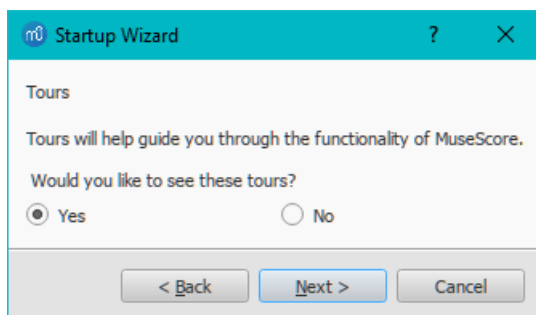 Startup Wizard ?
Tours
Tours will help guide you through the functionality of MuseScore.
Would you like to see these tours?
Yes No
< Back Next > Cancel